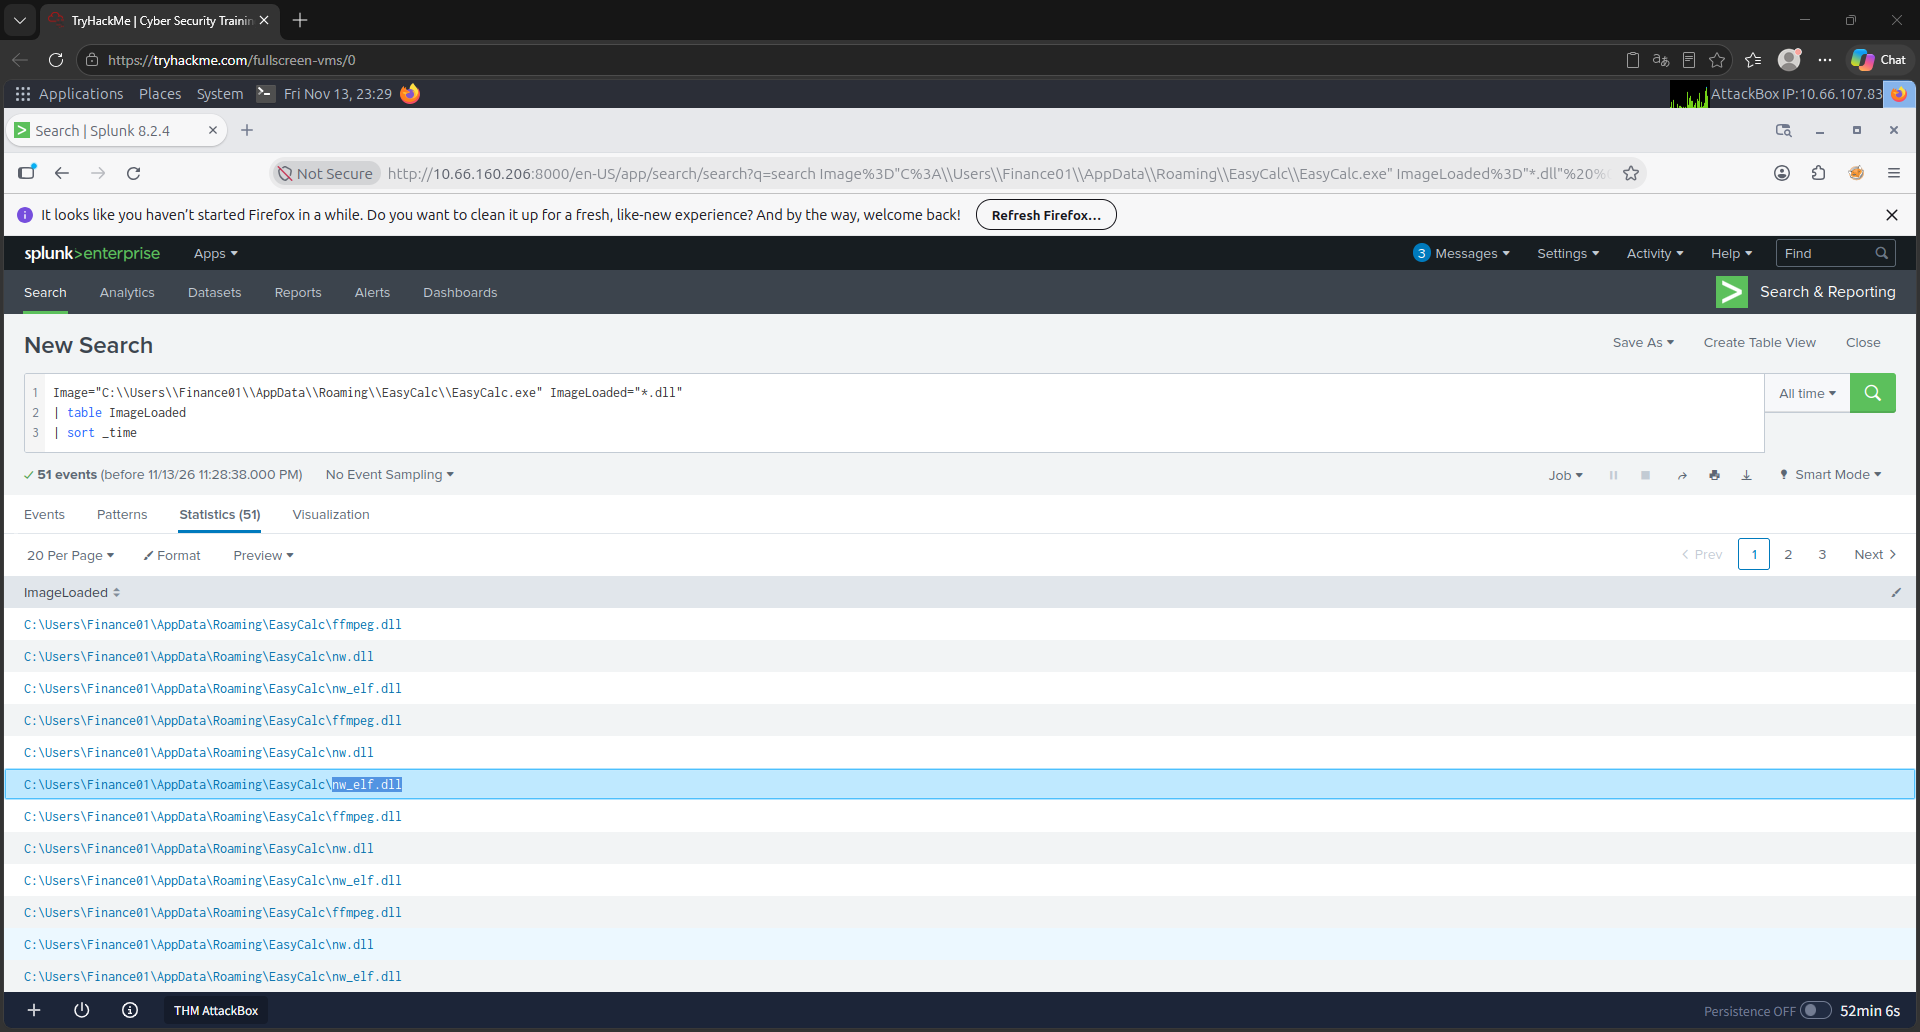 TryHackMe | Cyber Security Trainin
https://tryhackme.com/fullscreen-vms/0
Chat
Applications Places System Fri Nov 13, 23:29
AttackBox IP:10.66.107.83
Search | Splunk 8.2.4
Not Secure http://10.66.160.206:8000/en-US/app/search/search?q=search Image%3D"C%3A\\Users\\Finance01\\AppData\\Roaming\\EasyCalc\\EasyCalc.exe" ImageLoaded%3D"*.dll"%20%
It looks like you haven't started Firefox in a while. Do you want to clean it up for a fresh, like-new experience? And by the way, welcome back! Refresh Firefox...
splunk>enterprise Apps 3 Messages Settings Activity Help Find
Search Analytics Datasets Reports Alerts Dashboards Search & Reporting
New Search Save As Create Table View Close
1 Image="C:\\Users\\Finance01\\AppData\\Roaming\\EasyCalc\\EasyCalc.exe" ImageLoaded="*.dll" All time
2 | table ImageLoaded
3 | sort _time
51 events (before 11/13/26 11:28:38.000 PM) No Event Sampling Job Smart Mode
Events Patterns Statistics (51) Visualization
20 Per Page Format Preview < Prev 1 2 3 Next >
ImageLoaded
C:\Users\Finance01\AppData\Roaming\EasyCalc\ffmpeg.dll
C:\Users\Finance01\AppData\Roaming\EasyCalc\nw.dll
C:\Users\Finance01\AppData\Roaming\EasyCalc\nw_elf.dll
C:\Users\Finance01\AppData\Roaming\EasyCalc\ffmpeg.dll
C:\Users\Finance01\AppData\Roaming\EasyCalc\nw.dll
C:\Users\Finance01\AppData\Roaming\EasyCalc\nw_elf.dll
C:\Users\Finance01\AppData\Roaming\EasyCalc\ffmpeg.dll
C:\Users\Finance01\AppData\Roaming\EasyCalc\nw.dll
C:\Users\Finance01\AppData\Roaming\EasyCalc\nw_elf.dll
C:\Users\Finance01\AppData\Roaming\EasyCalc\ffmpeg.dll
C:\Users\Finance01\AppData\Roaming\EasyCalc\nw.dll
C:\Users\Finance01\AppData\Roaming\EasyCalc\nw_elf.dll
THM AttackBox Persistence OFF 52min 6s